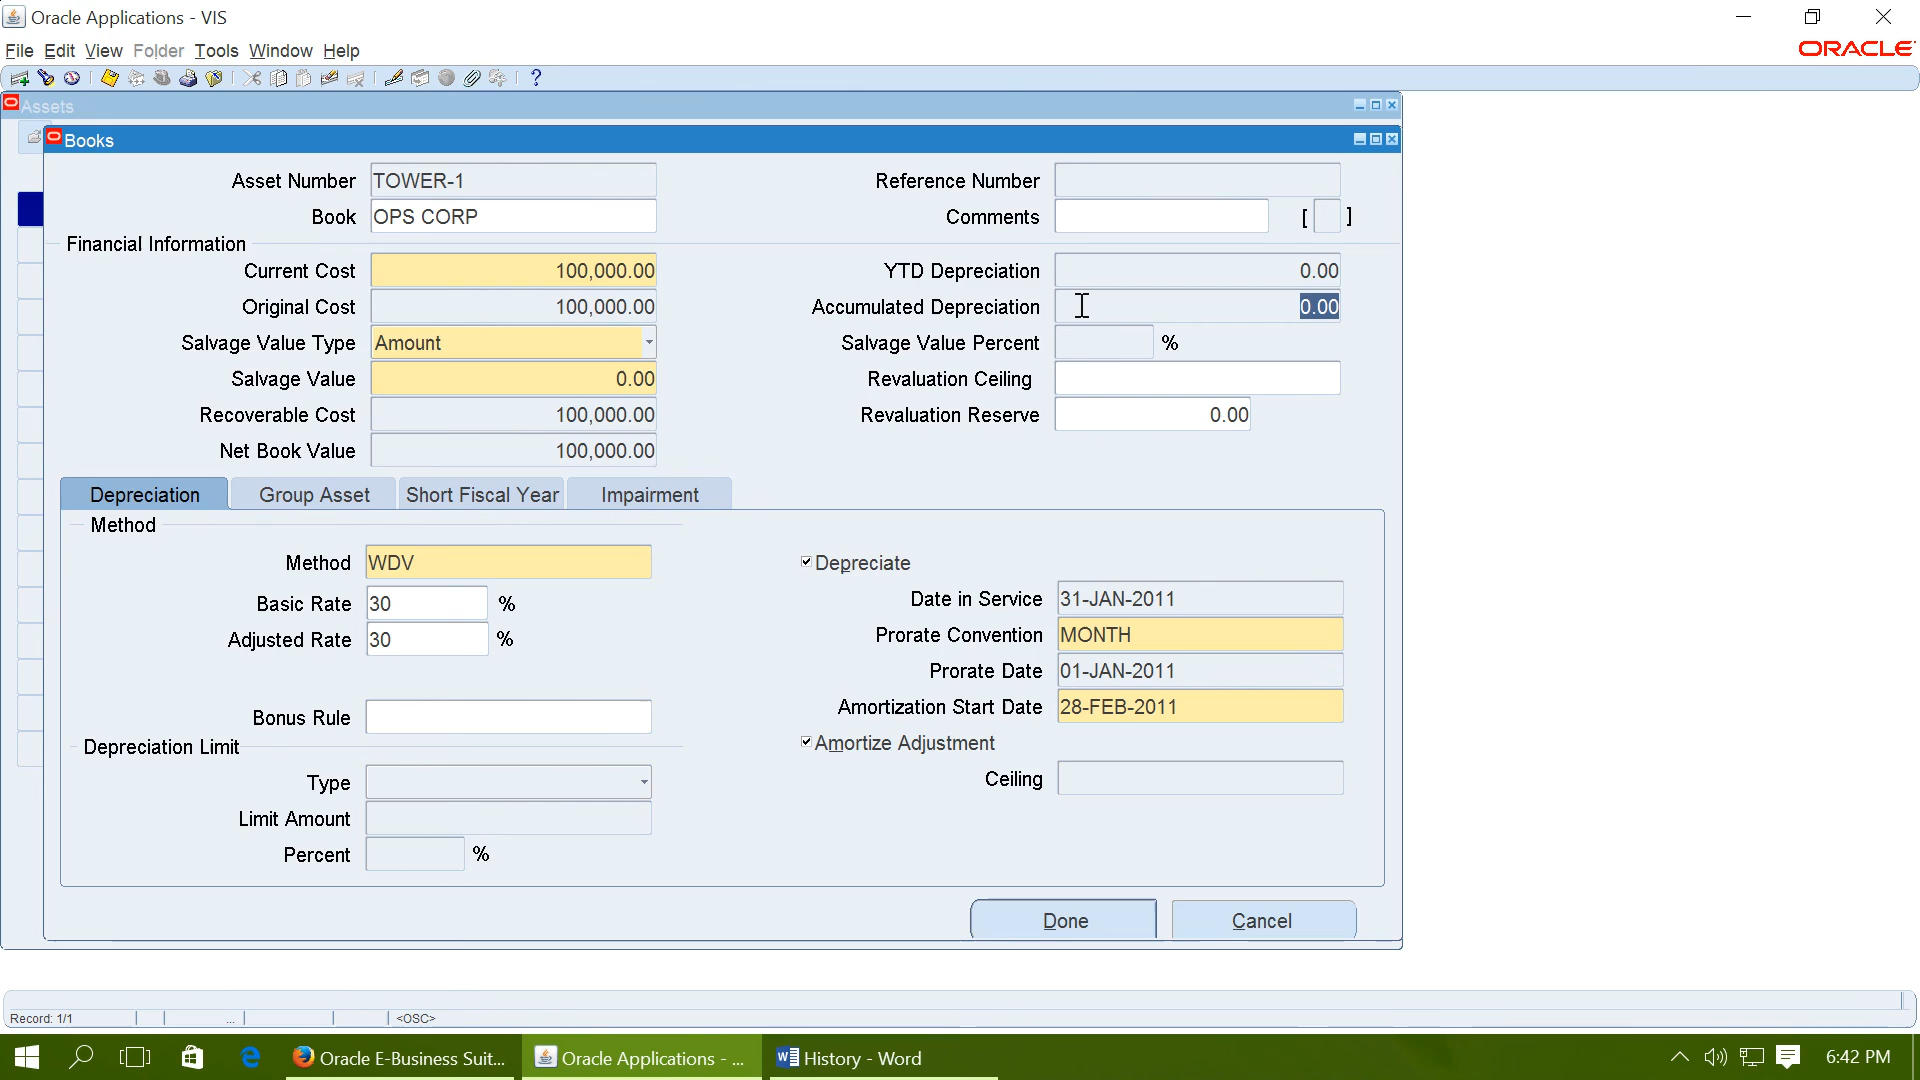 Oracle Applications - VIS
File Edit View Folder Tools Window Help
ORACLE
Assets
Books
Asset Number TOWER-1 Reference Number
Book OPS CORP Comments [ ]
Financial Information
Current Cost 100,000.00 YTD Depreciation 0.00
Original Cost 100,000.00 Accumulated Depreciation 0.00
Salvage Value Type Amount Salvage Value Percent %
Salvage Value 0.00 Revaluation Ceiling
Recoverable Cost 100,000.00 Revaluation Reserve 0.00
Net Book Value 100,000.00
Depreciation Group Asset Short Fiscal Year Impairment
Method
Method WDV Depreciate
Basic Rate 30 % Date in Service 31-JAN-2011
Adjusted Rate 30 % Prorate Convention MONTH
Prorate Date 01-JAN-2011
Bonus Rule Amortization Start Date 28-FEB-2011
Depreciation Limit Amortize Adjustment
Type Ceiling
Limit Amount
Percent %
Done Cancel
Record: 1/1 ... <OSC>
Oracle E-Business Suit... Oracle Applications - ... History - Word 6:42 PM